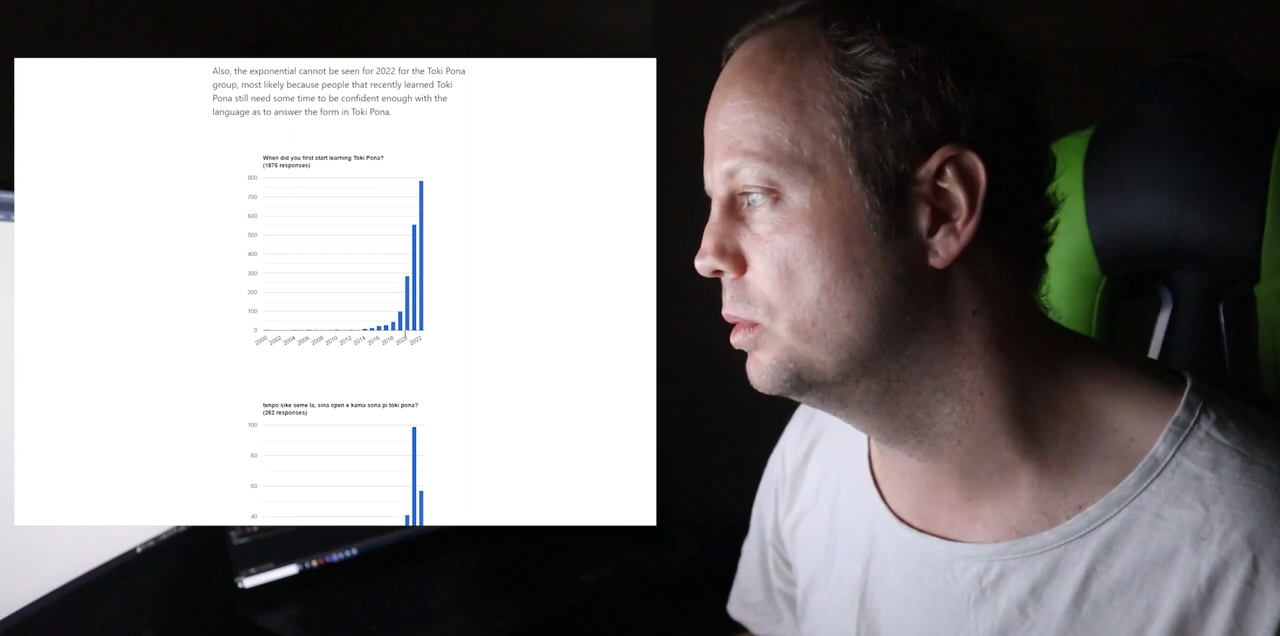 Also, the exponential cannot be seen for 2022 for the Toki Pona
group, most likely because people that recently learned Toki
Pona still need some time to be confident enough with the
language as to answer the form in Toki Pona.
When did you first start learning Toki Pona?
(1876 responses)
800
700
600
500
400
300
200
100
0
2000 2002 2004 2006 2008 2010 2012 2014 2016 2018 2020 2022
tenpo sike seme la, sina open e kama sona pi toki pona?
(262 responses)
100
80
60
40